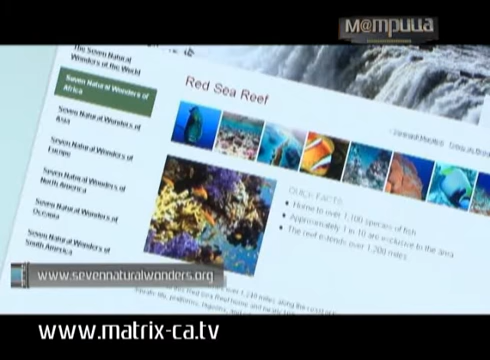 М@трица
The Seven Natural
Wonders of the World
Seven Natural Wonders of
Africa
Seven Natural Wonders of
Asia
Seven Natural Wonders of
Europe
Seven Natural Wonders of
North America
Seven Natural Wonders of
Oceania
Seven Natural Wonders of
South America
Red Sea Reef
QUICK FACTS:
• Home to over 1,100 species of fish
• Approximately 1 in 10 are exclusive to the area
• The reef extends over 1,200 miles
www.sevennaturalwonders.org
www.matrix-ca.tv